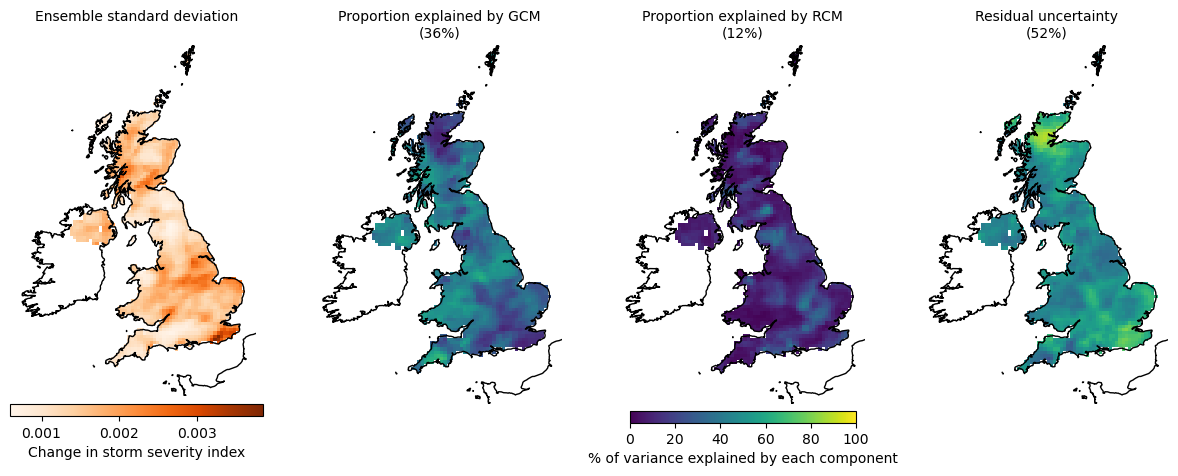 Ensemble standard deviation
Proportion explained by GCM
(36%)
Proportion explained by RCM
(12%)
Residual uncertainty
(52%)
0.001 0.002 0.003
Change in storm severity index
0 20 40 60 80 100
% of variance explained by each component